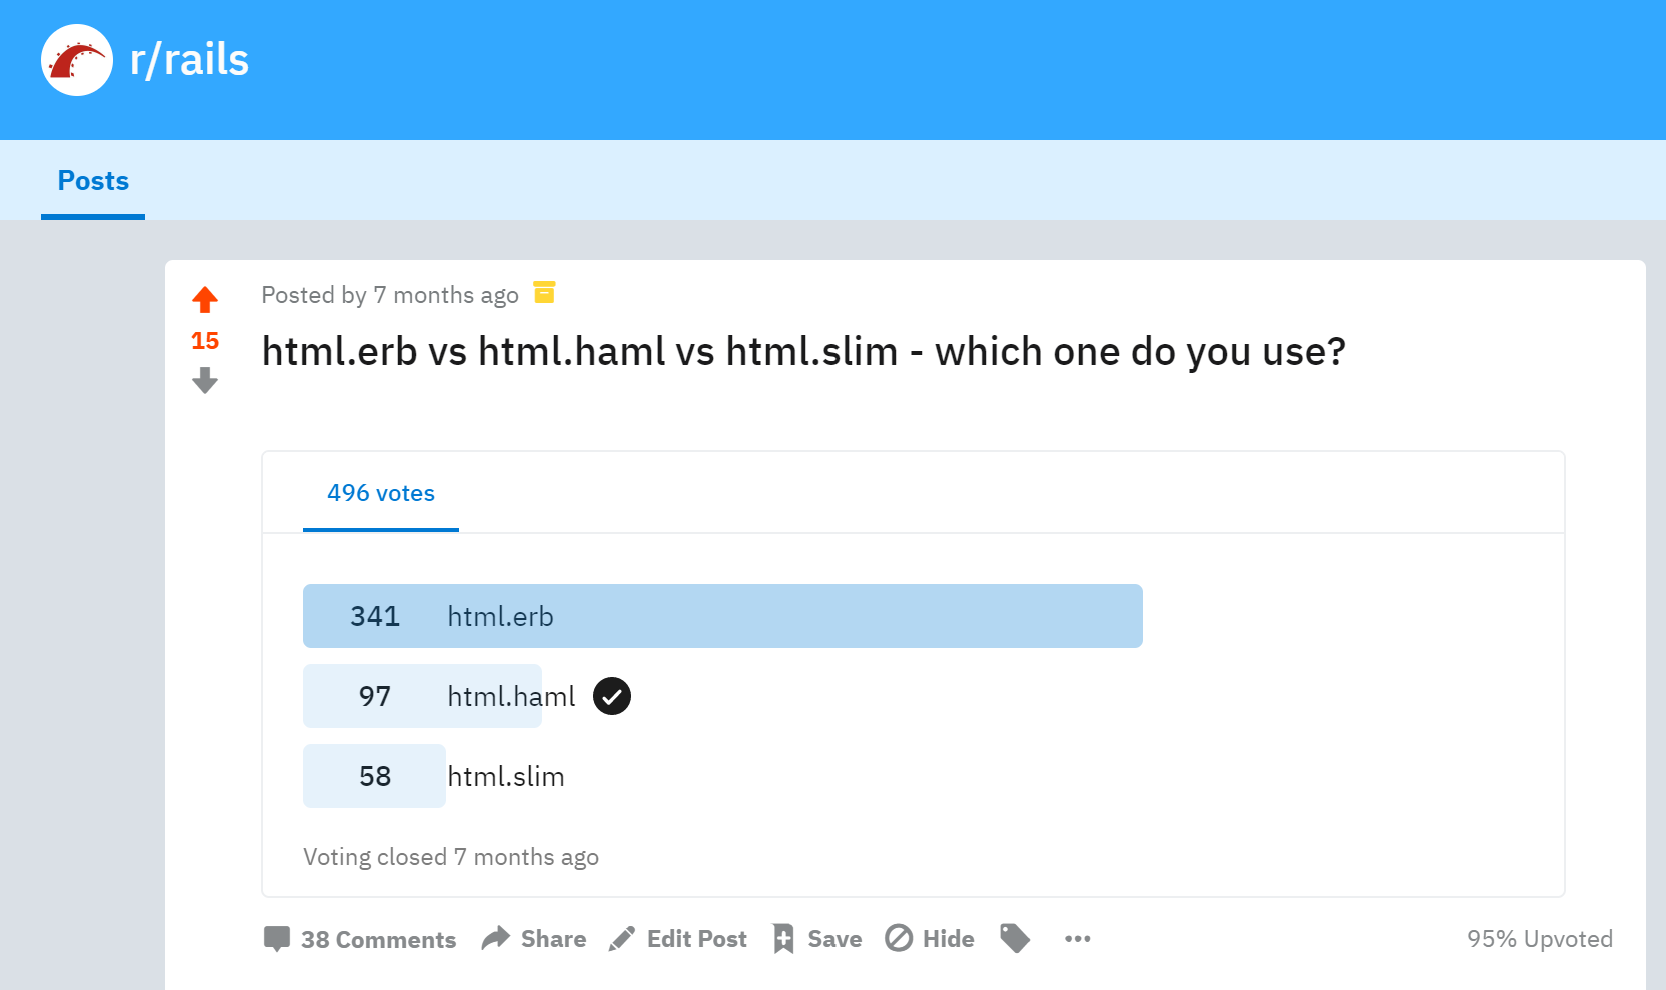 r/rails
Posts
Posted by 7 months ago
15
html.erb vs html.haml vs html.slim - which one do you use?
496 votes
341 html.erb
97 html.haml
58 html.slim
Voting closed 7 months ago
38 Comments Share Edit Post Save Hide 95% Upvoted